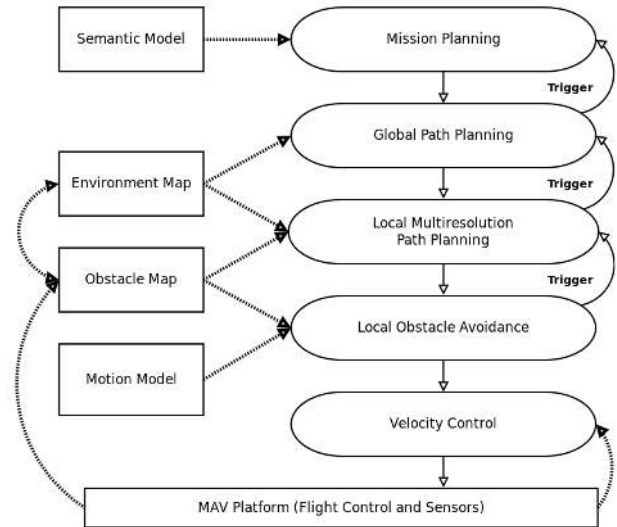 Semantic Model
Mission Planning
Trigger
Global Path Planning
Trigger
Environment Map
Local Multiresolution
Path Planning
Trigger
Obstacle Map
Local Obstacle Avoidance
Motion Model
Velocity Control
MAV Platform (Flight Control and Sensors)